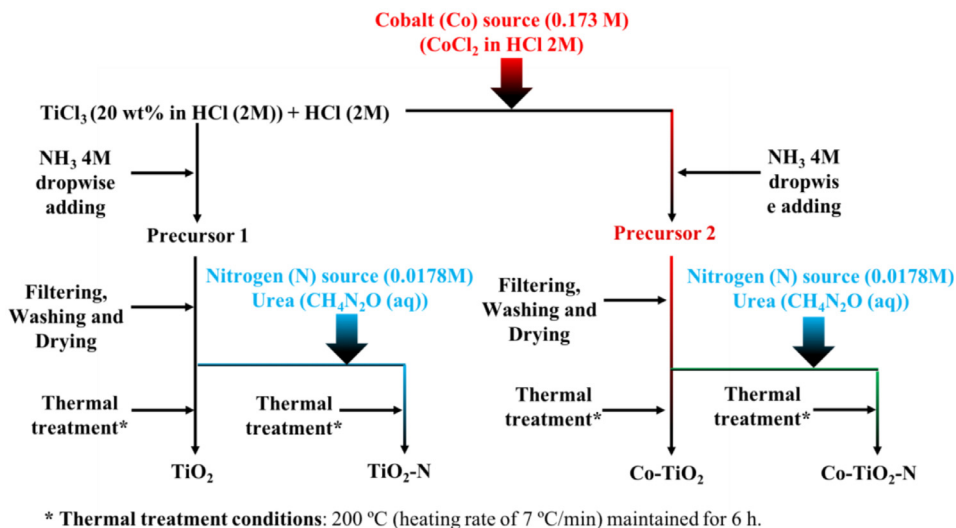 Cobalt (Co) source (0.173 M)
(CoCl₂ in HCl 2M)
TiCl₃ (20 wt% in HCl (2M)) + HCl (2M)
NH₃ 4M
dropwise
adding
NH₃ 4M
dropwis
e adding
Precursor 1
Precursor 2
Filtering,
Washing and
Drying
Nitrogen (N) source (0.0178M)
Urea (CH₄N₂O (aq))
Filtering,
Washing and
Drying
Nitrogen (N) source (0.0178M)
Urea (CH₄N₂O (aq))
Thermal
treatment*
Thermal
treatment*
Thermal
treatment*
Thermal
treatment*
TiO₂
TiO₂-N
Co-TiO₂
Co-TiO₂-N
* Thermal treatment conditions: 200 ºC (heating rate of 7 ºC/min) maintained for 6 h.